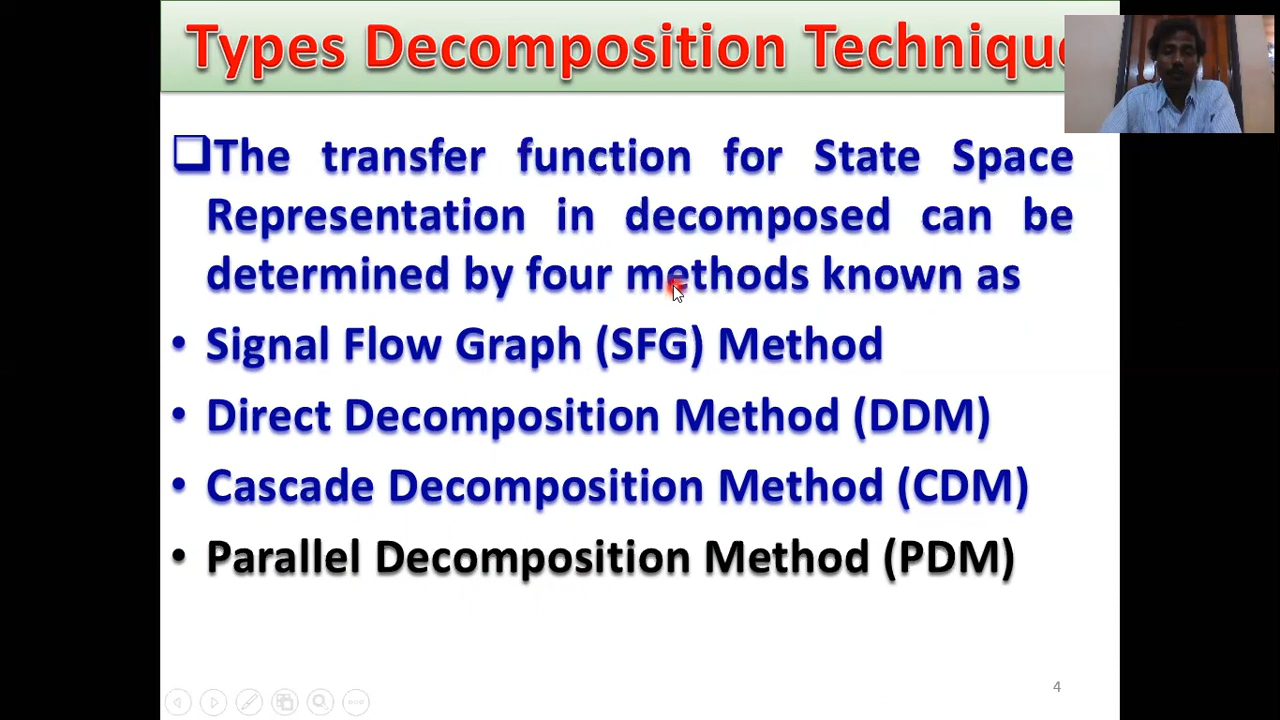 Types Decomposition Techniqu
The transfer function for State Space
Representation in decomposed can be
determined by four methods known as
• Signal Flow Graph (SFG) Method
• Direct Decomposition Method (DDM)
• Cascade Decomposition Method (CDM)
• Parallel Decomposition Method (PDM)
4